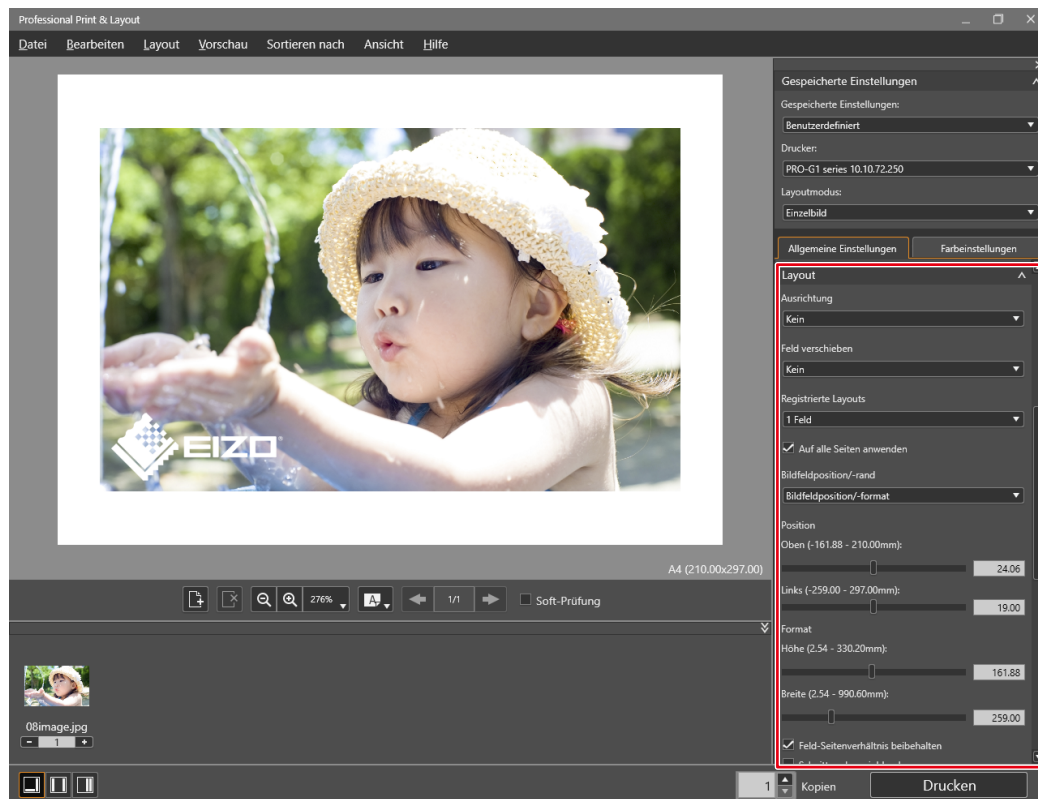 Professional Print & Layout
Datei Bearbeiten Layout Vorschau Sortieren nach Ansicht Hilfe
Gespeicherte Einstellungen
Gespeicherte Einstellungen:
Benutzerdefiniert
Drucker:
PRO-G1 series 10.10.72.250
Layoutmodus:
Einzelbild
Allgemeine Einstellungen Farbeinstellungen
Layout
Ausrichtung
Kein
Feld verschieben
Kein
Registrierte Layouts
1 Feld
Auf alle Seiten anwenden
Bildfeldposition/-rand
Bildfeldposition/-format
Position
Oben (-161.88 - 210.00mm):
24.06
Links (-259.00 - 297.00mm):
19.00
Format
Höhe (2.54 - 330.20mm):
161.88
Breite (2.54 - 990.60mm):
259.00
Feld-Seitenverhältnis beibehalten
EIZO
A4 (210.00x297.00)
276% A 1/1 Soft-Prüfung
08image.jpg
- 1 +
1 Kopien Drucken